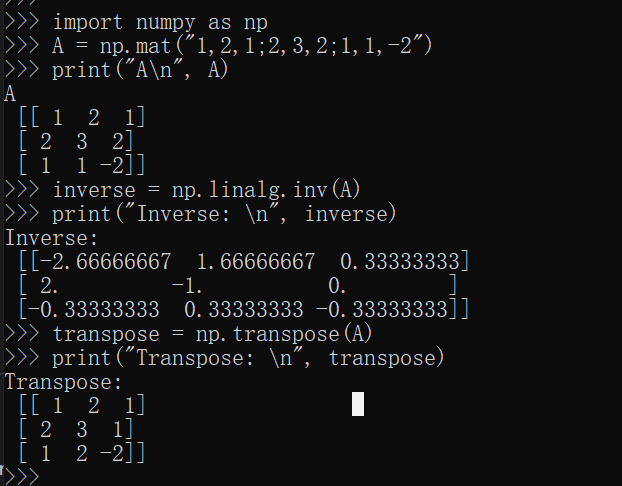 >>> import numpy as np
>>> A = np.mat("1,2,1;2,3,2;1,1,-2")
>>> print("A\n", A)
A
 [[ 1  2  1]
 [ 2  3  2]
 [ 1  1 -2]]
>>> inverse = np.linalg.inv(A)
>>> print("Inverse: \n", inverse)
Inverse:
 [[-2.66666667  1.66666667  0.33333333]
 [ 2.         -1.          0.        ]
 [-0.33333333  0.33333333 -0.33333333]]
>>> transpose = np.transpose(A)
>>> print("Transpose: \n", transpose)
Transpose:
 [[ 1  2  1]
 [ 2  3  1]
 [ 1  2 -2]]
>>>